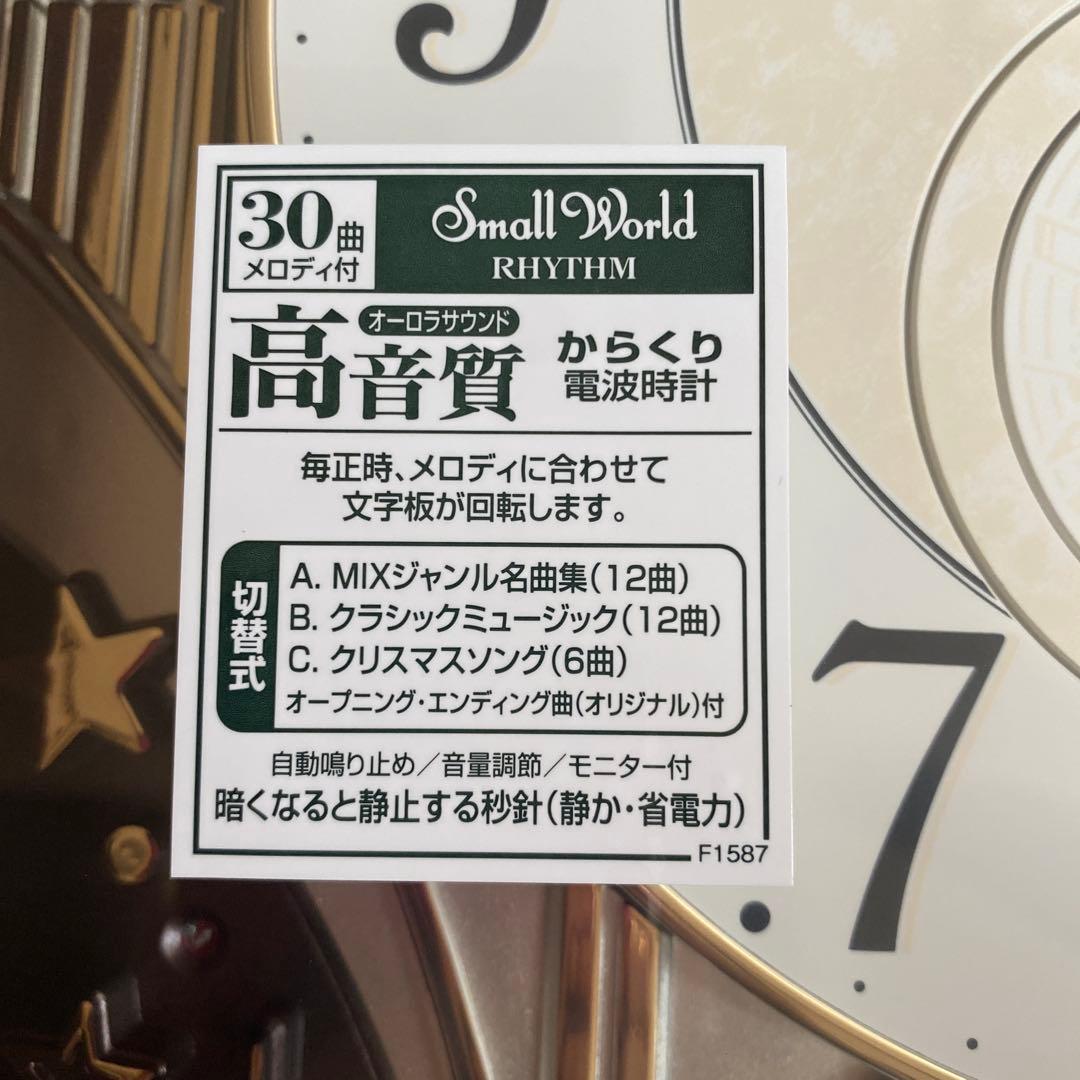 30曲
メロディ付
Small World
RHYTHM
オーロラサウンド
高音質
からくり
電波時計
毎正時、メロディに合わせて
文字板が回転します。
切替式
A. MIXジャンル名曲集(12曲)
B. クラシックミュージック(12曲)
C. クリスマスソング(6曲)
オープニング・エンディング曲(オリジナル)付
自動鳴り止め/音量調節/モニター付
暗くなると静止する秒針(静か・省電力)
F1587
7